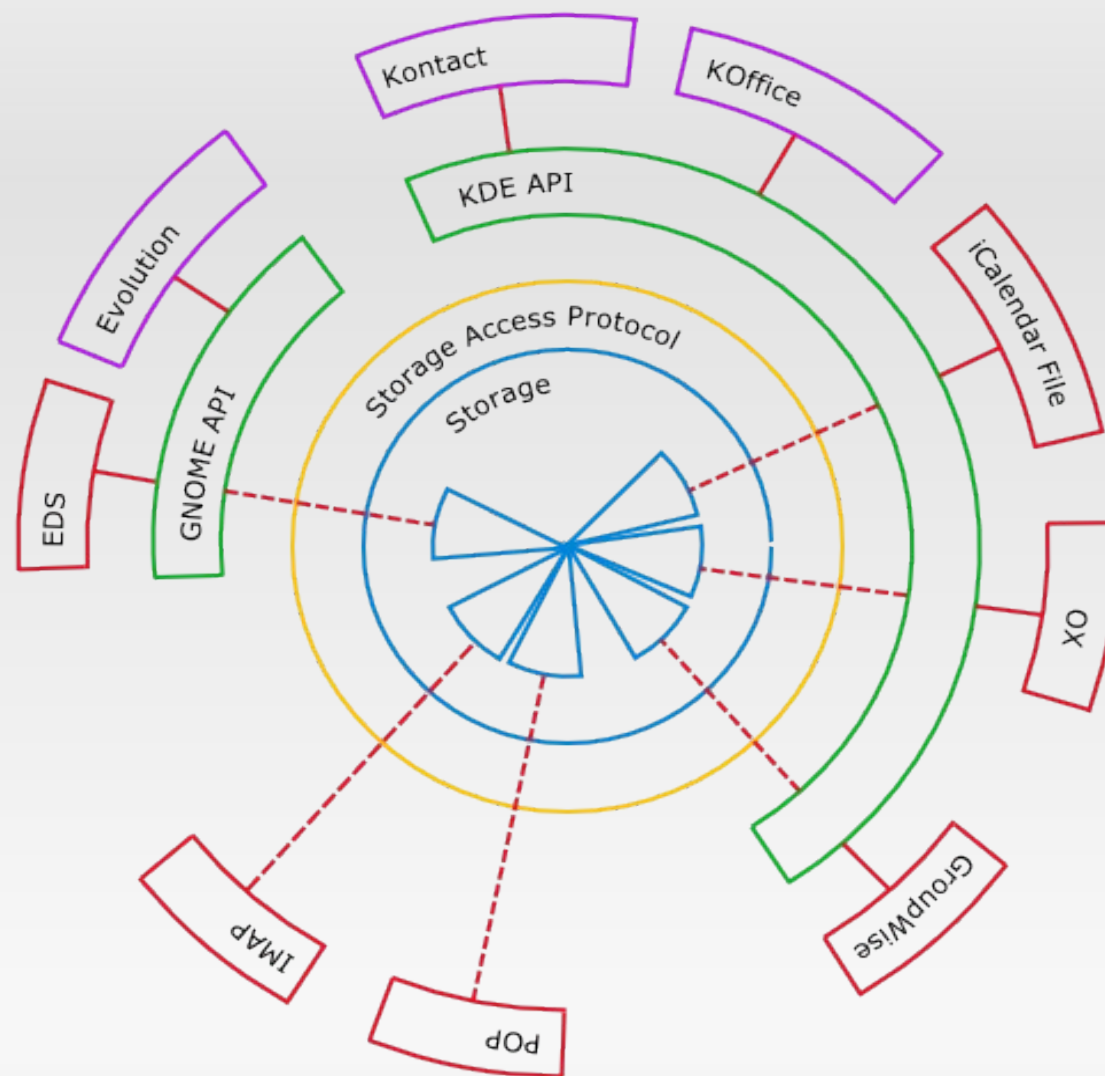 Kontact
KOffice
KDE API
Evolution
iCalendar File
GNOME API
Storage Access Protocol
Storage
EDS
OX
GroupWise
IMAP
POP